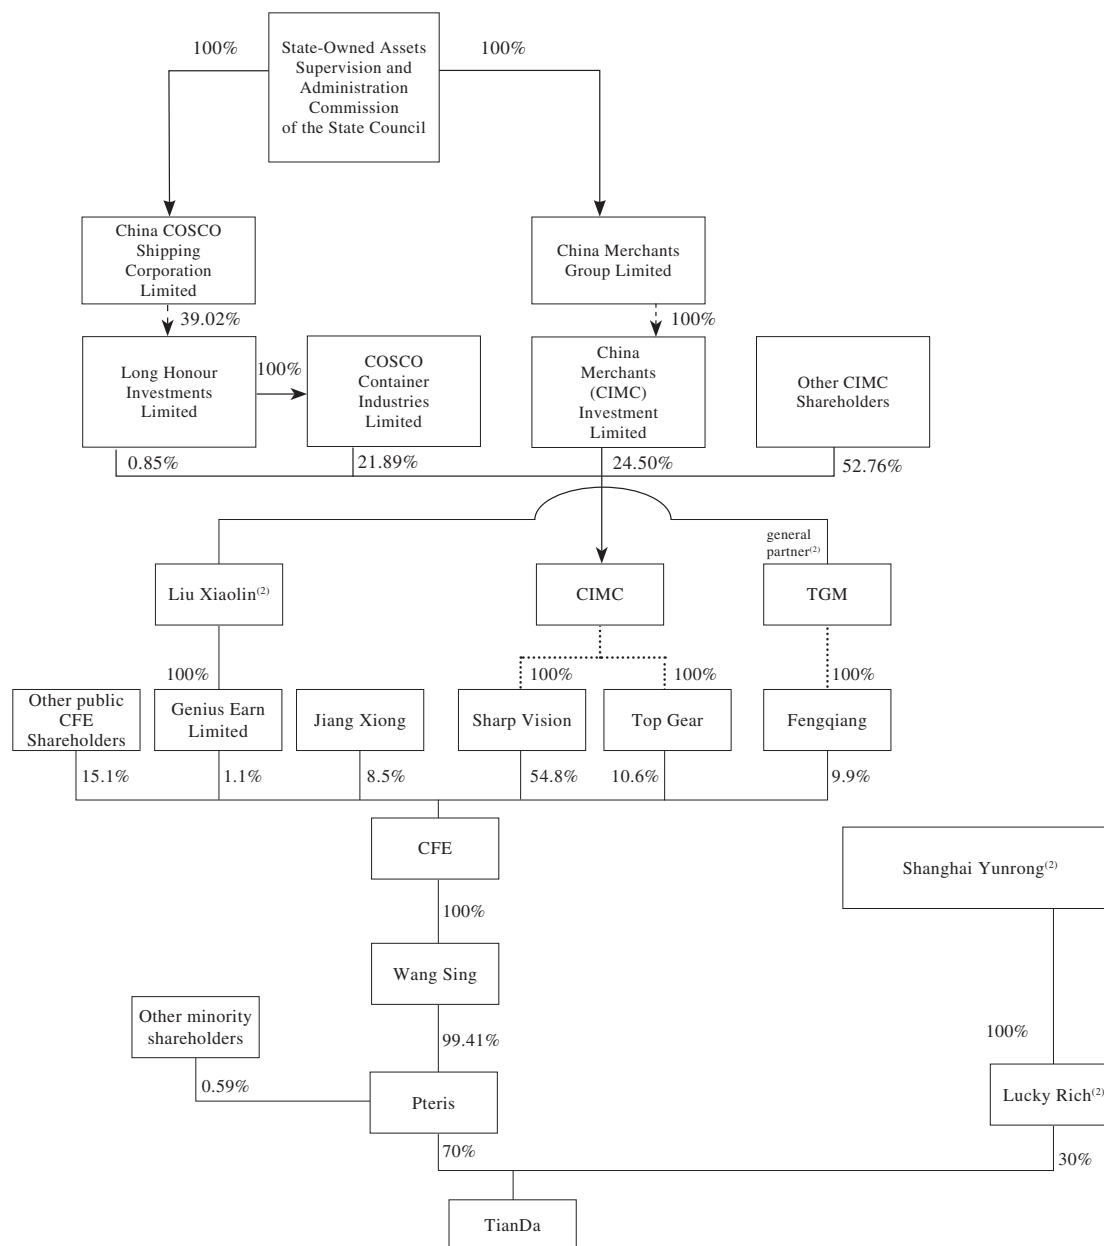 100%
State-Owned Assets
Supervision and
Administration
Commission
of the State Council
100%
China COSCO
Shipping
Corporation
Limited
China Merchants
Group Limited
39.02%
100%
Long Honour
Investments
Limited
100%
COSCO
Container
Industries
Limited
China
Merchants
(CIMC)
Investment
Limited
Other CIMC
Shareholders
0.85%
21.89%
24.50%
52.76%
general
partner(2)
Liu Xiaolin(2)
CIMC
TGM
100%
100%
100%
100%
Other public
CFE
Shareholders
Genius Earn
Limited
Jiang Xiong
Sharp Vision
Top Gear
Fengqiang
15.1%
1.1%
8.5%
54.8%
10.6%
9.9%
CFE
Shanghai Yunrong(2)
100%
Wang Sing
Other minority
shareholders
99.41%
100%
0.59%
Pteris
Lucky Rich(2)
70%
30%
TianDa